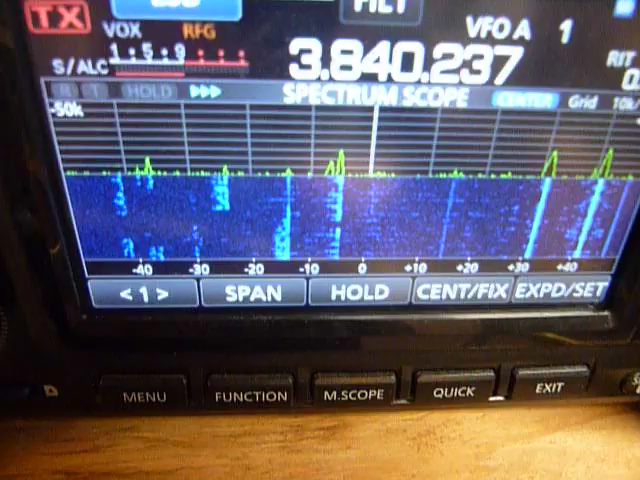 TX VOX RFG FILT VFO A 1
S/ALC 1:5:9 3.840.237 RIT
R T HOLD SPECTRUM SCOPE CENTER Grid 10k
-50k
-40 -30 -20 -10 0 +10 +20 +30 +40
<1> SPAN HOLD CENT/FIX EXPD/SET
MENU FUNCTION M.SCOPE QUICK EXIT